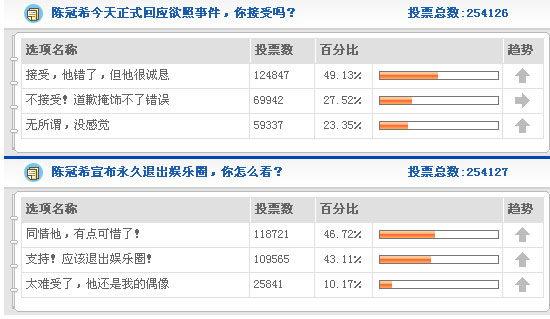 陈冠希今天正式回应欲照事件，你接受吗？ 投票总数:254126
选项名称 投票数 百分比 趋势
接受，他错了，但他很诚恳 124847 49.13%
不接受！道歉掩饰不了错误 69942 27.52%
无所谓，没感觉 59337 23.35%
陈冠希宣布永久退出娱乐圈，你怎么看？ 投票总数:254127
选项名称 投票数 百分比 趋势
同情他，有点可惜了！ 118721 46.72%
支持！应该退出娱乐圈！ 109565 43.11%
太难受了，他还是我的偶像 25841 10.17%